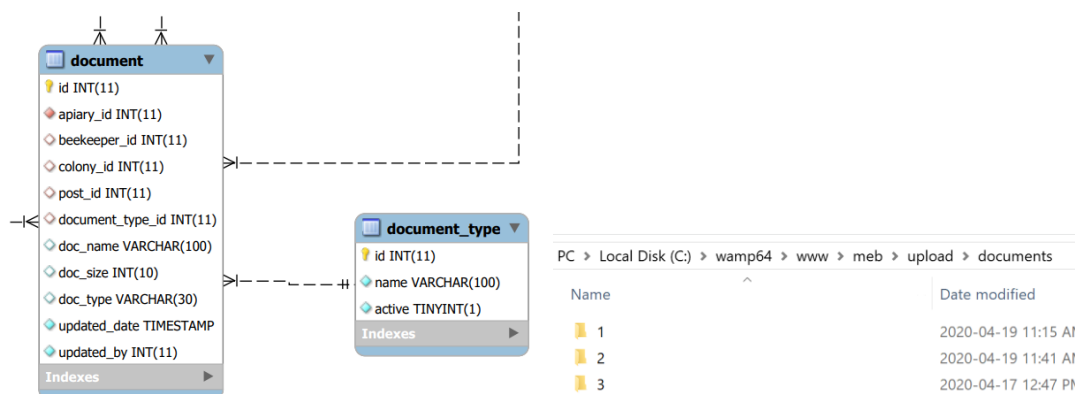 document
id INT(11)
apiary_id INT(11)
beekeeper_id INT(11)
colony_id INT(11)
post_id INT(11)
document_type_id INT(11)
doc_name VARCHAR(100)
doc_size INT(10)
doc_type VARCHAR(30)
updated_date TIMESTAMP
updated_by INT(11)
Indexes
document_type
id INT(11)
name VARCHAR(100)
active TINYINT(1)
Indexes
PC > Local Disk (C:) > wamp64 > www > meb > upload > documents
Name Date modified
1 2020-04-19 11:15 AM
2 2020-04-19 11:41 AM
3 2020-04-17 12:47 PM